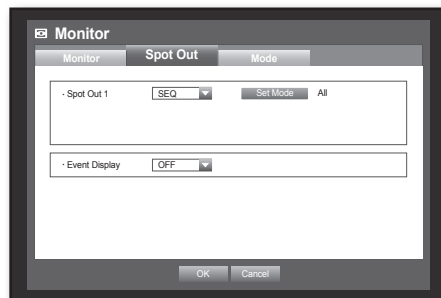 Monitor
Monitor Spot Out Mode
· Spot Out 1 SEQ Set Mode All
· Event Display OFF
OK Cancel